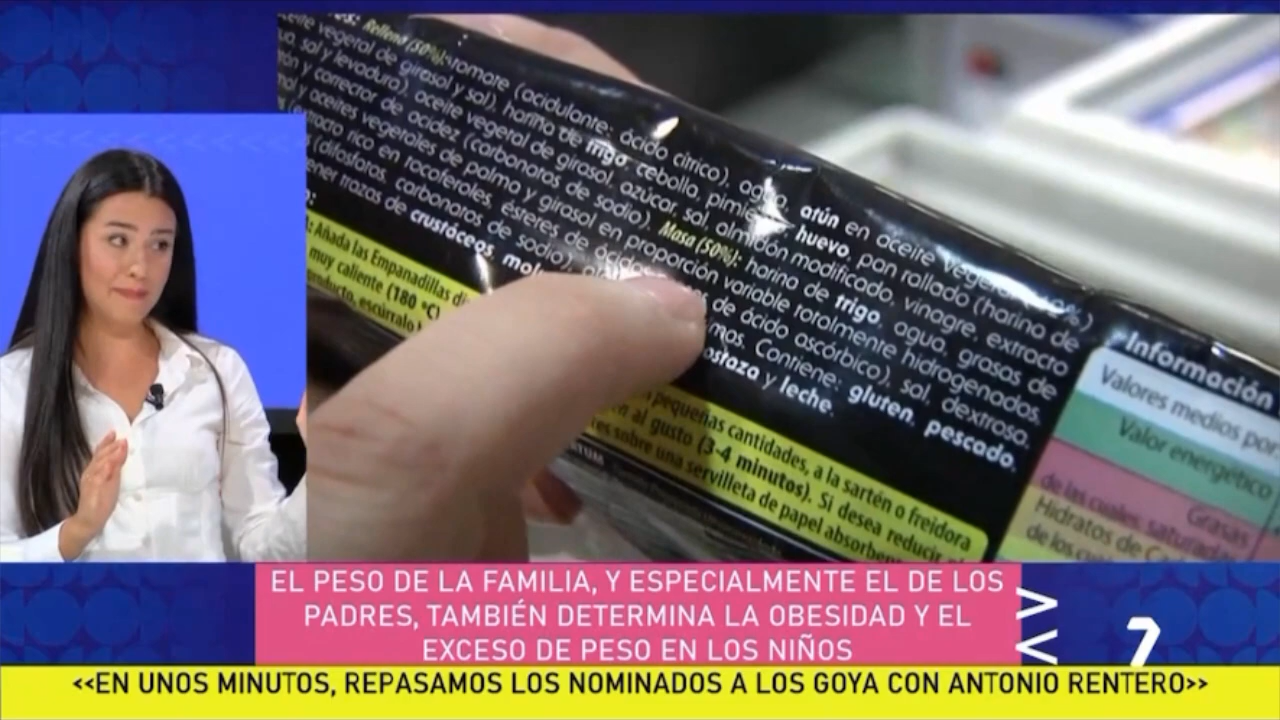 Relleno (50%): tomate (acidulante: ácido cítrico), agua, atún en aceite vegetal
vegetal de girasol y sal), harina de trigo, cebolla, huevo, pan rallado (harina de
sal y levadura), aceite vegetal de girasol, azúcar, sal, almidón modificado, vinagre, extracto
y corrector de acidez (carbonatos de sodio). Masa (50%): harina de trigo, agua, grasas de
y aceites vegetales de palma y girasol en proporción variable totalmente hidrogenados,
extracto rico en tocoferoles, ésteres de de ácido ascórbico), sal, dextrosa,
(difosfatos, carbonatos de sodio), Contiene: gluten, pescado,
trazas de crustáceos, y leche.
Añada las Empanadillas pequeñas cantidades, a la sartén o freidora
muy caliente (180 °C) al gusto (3-4 minutos). Si desea reducir
escúrralo sobre una servilleta de papel
Información
Valores medios por
Valor energético
Grasas
de las cuales saturadas
Hidratos de
de los
EL PESO DE LA FAMILIA, Y ESPECIALMENTE EL DE LOS
PADRES, TAMBIÉN DETERMINA LA OBESIDAD Y EL
EXCESO DE PESO EN LOS NIÑOS
7
<<EN UNOS MINUTOS, REPASAMOS LOS NOMINADOS A LOS GOYA CON ANTONIO RENTERO>>